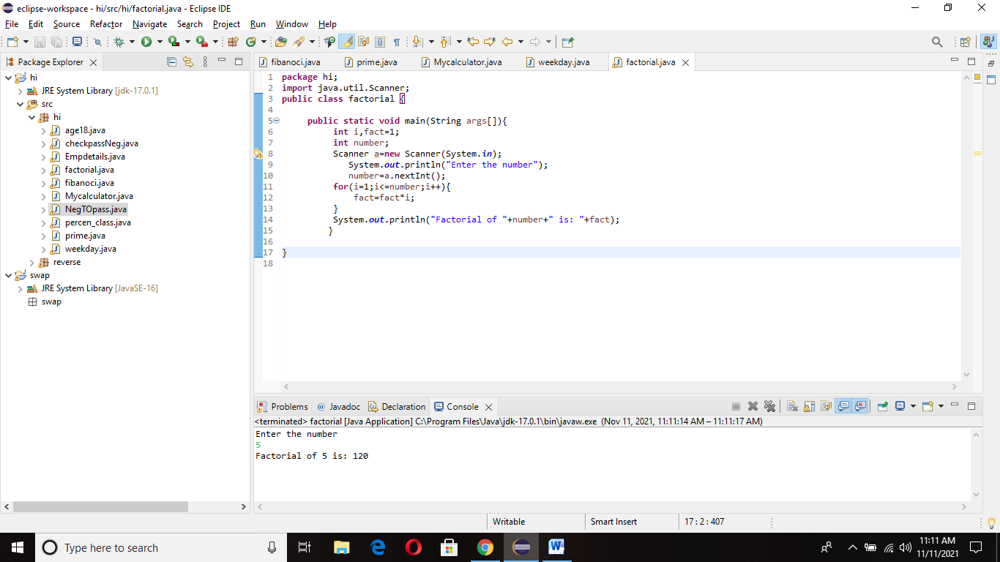 eclipse-workspace - hi/src/hi/factorial.java - Eclipse IDE
File Edit Source Refactor Navigate Search Project Run Window Help
Package Explorer
hi
JRE System Library [jdk-17.0.1]
src
hi
age18.java
checkpassNeg.java
Empdetails.java
factorial.java
fibanoci.java
Mycalculator.java
NegTOpass.java
percen_class.java
prime.java
weekday.java
reverse
swap
JRE System Library [JavaSE-16]
swap
fibanoci.java prime.java Mycalculator.java weekday.java factorial.java
1 package hi;
2 import java.util.Scanner;
3 public class factorial {
4
5 public static void main(String args[]){
6 int i,fact=1;
7 int number;
8 Scanner a=new Scanner(System.in);
9 System.out.println("Enter the number");
10 number=a.nextInt();
11 for(i=1;i<=number;i++){
12 fact=fact*i;
13 }
14 System.out.println("Factorial of "+number+" is: "+fact);
15 }
16
17 }
18
Problems @ Javadoc Declaration Console
<terminated> factorial [Java Application] C:\Program Files\Java\jdk-17.0.1\bin\javaw.exe (Nov 11, 2021, 11:11:14 AM – 11:11:17 AM)
Enter the number
5
Factorial of 5 is: 120
Writable Smart Insert 17 : 2 : 407
Type here to search
11:11 AM
11/11/2021